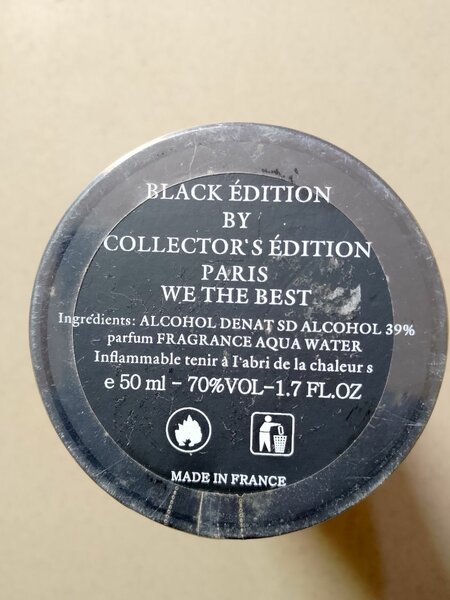 BLACK ÉDITION
BY
COLLECTOR'S ÉDITION
PARIS
WE THE BEST
Ingredients: ALCOHOL DENAT SD ALCOHOL 39%
parfum FRAGRANCE AQUA WATER
Inflammable tenir à I'abri de la chaleur s
e 50 ml - 70%VOL-1.7 FL.OZ
MADE IN FRANCE